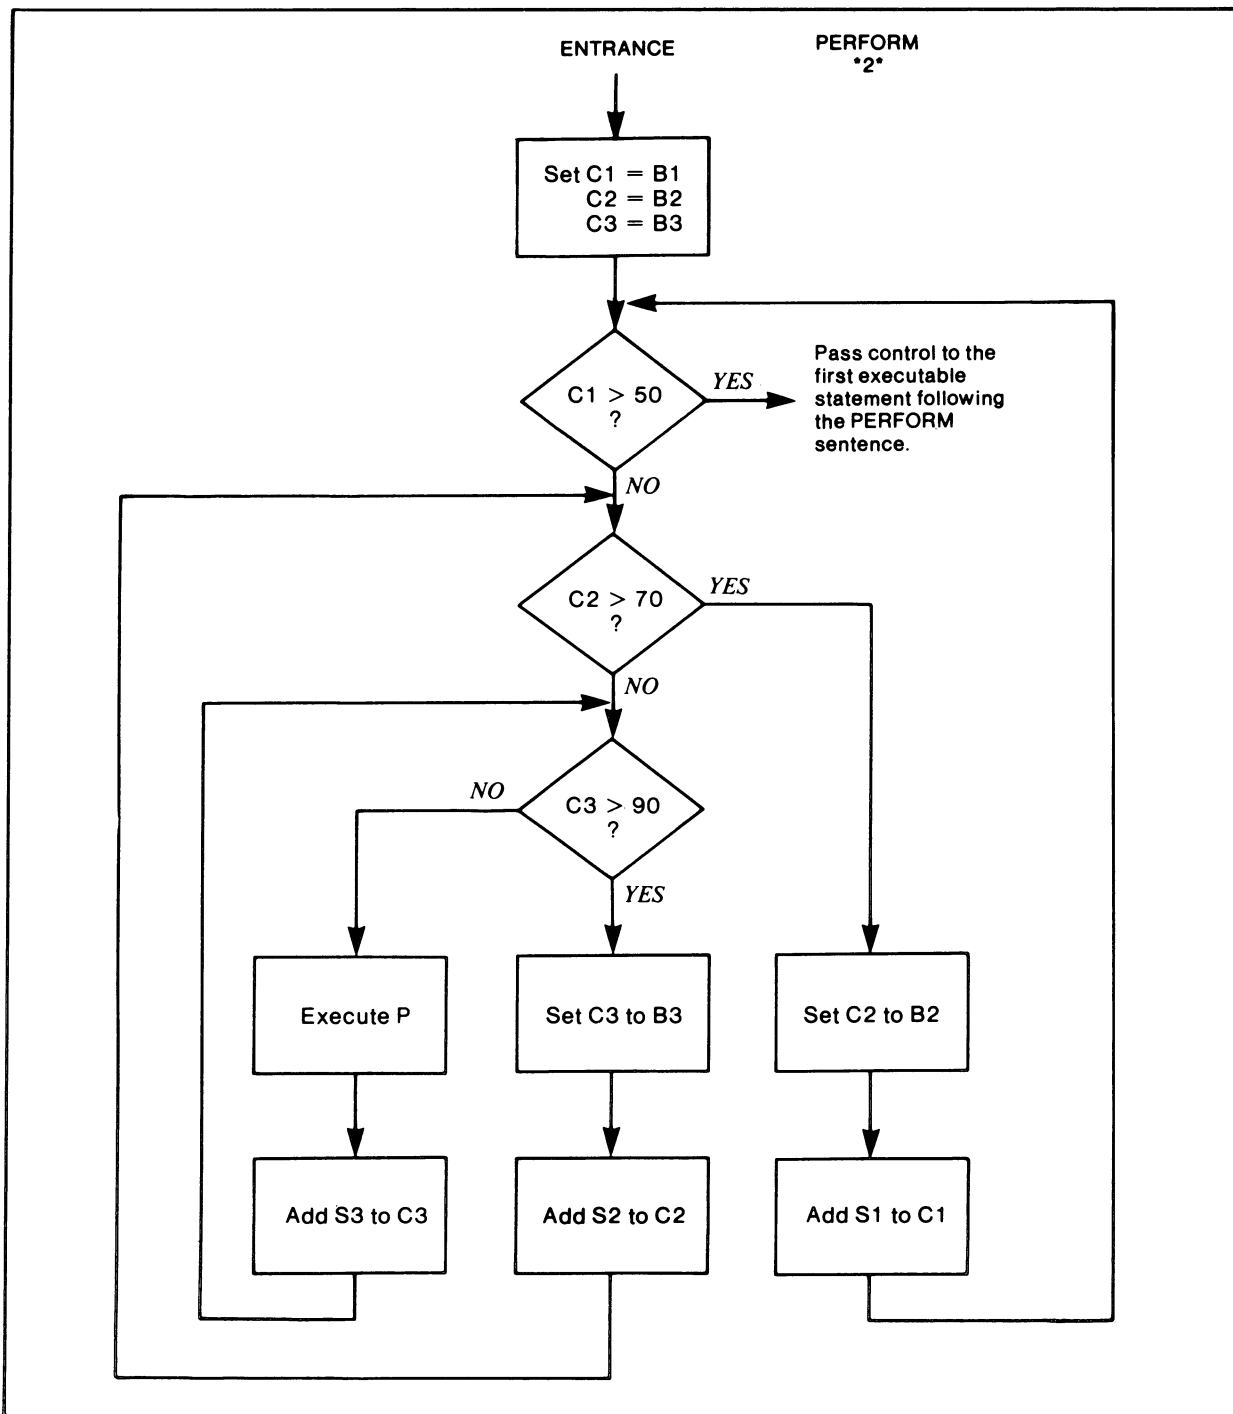 ENTRANCE
PERFORM
"2"
Set C1 = B1
C2 = B2
C3 = B3
C1 > 50
?
YES
Pass control to the
first executable
statement following
the PERFORM
sentence.
NO
C2 > 70
?
YES
NO
C3 > 90
?
NO
YES
Execute P
Set C3 to B3
Set C2 to B2
Add S3 to C3
Add S2 to C2
Add S1 to C1